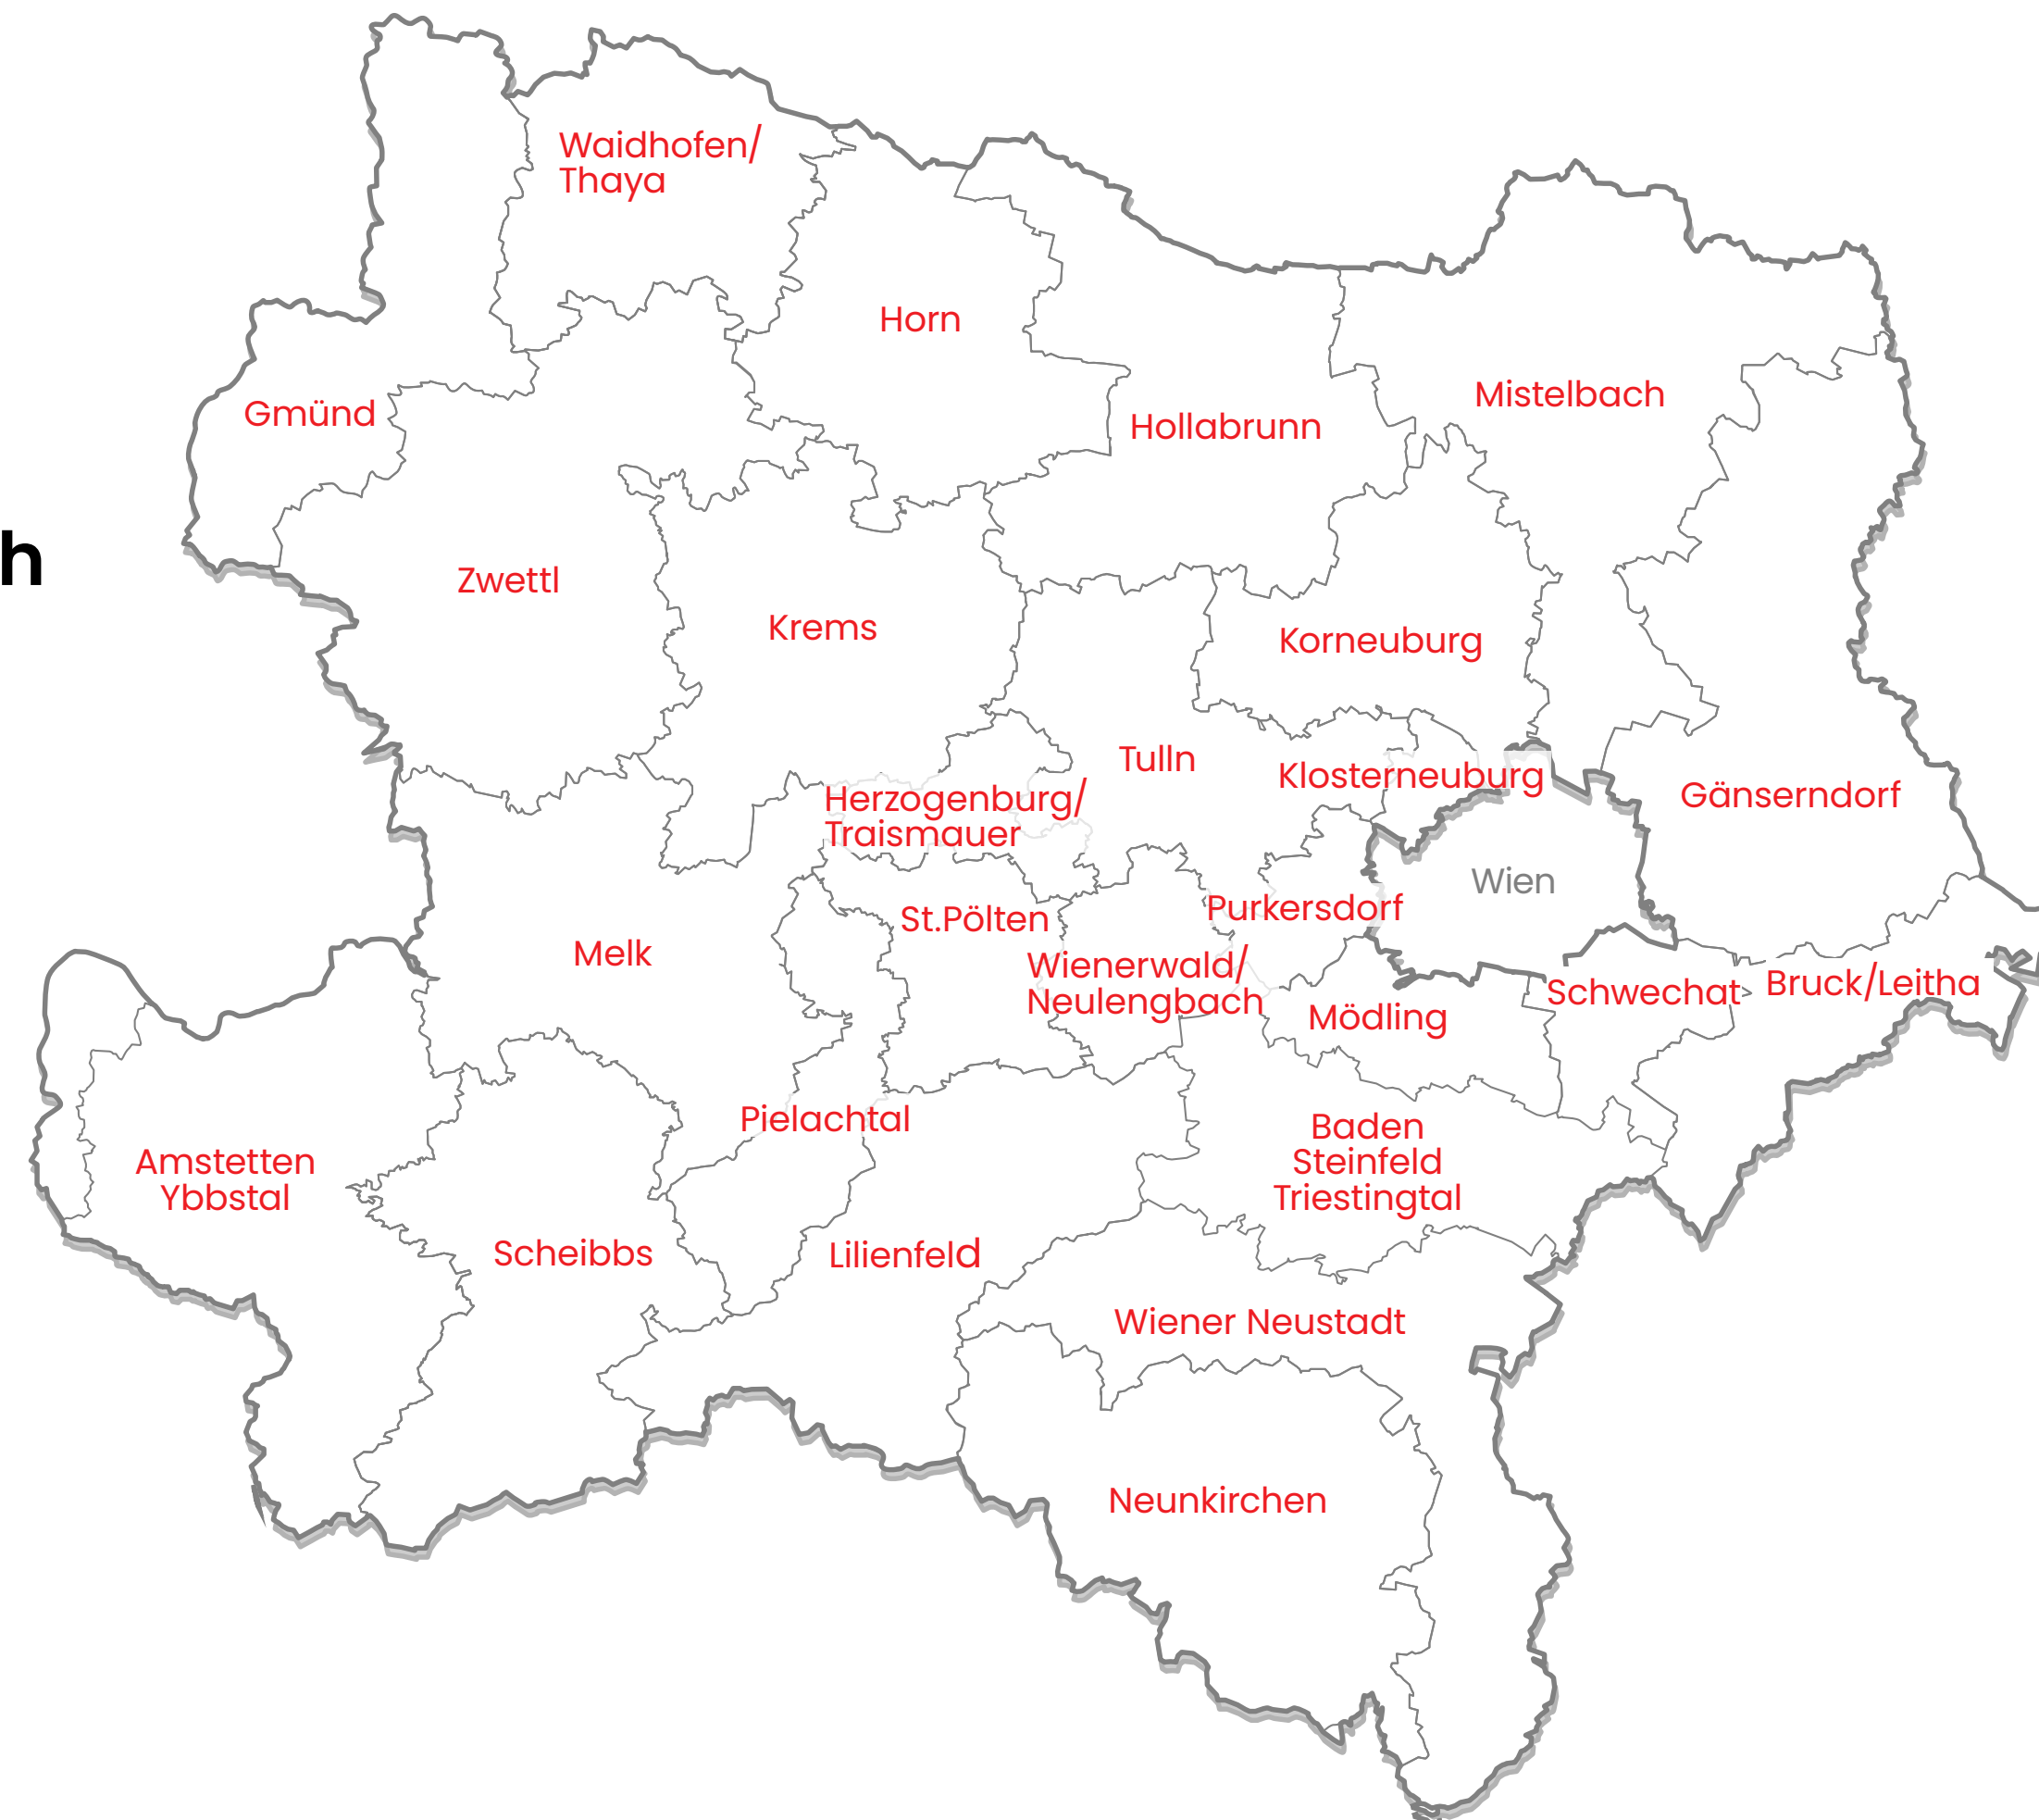 Waidhofen/
Thaya
Horn
Mistelbach
Gmünd
Hollabrunn
h
Zwettl
Krems
Korneuburg
Tulln
Klosterneuburg
Gänserndorf
Herzogenburg/
Traismauer
Wien
Purkersdorf
St.Pölten
Melk
Wienerwald/
Neulengbach
Schwechat
Bruck/Leitha
Mödling
Pielachtal
Baden
Steinfeld
Triestingtal
Amstetten
Ybbstal
Scheibbs
Lilienfeld
Wiener Neustadt
Neunkirchen